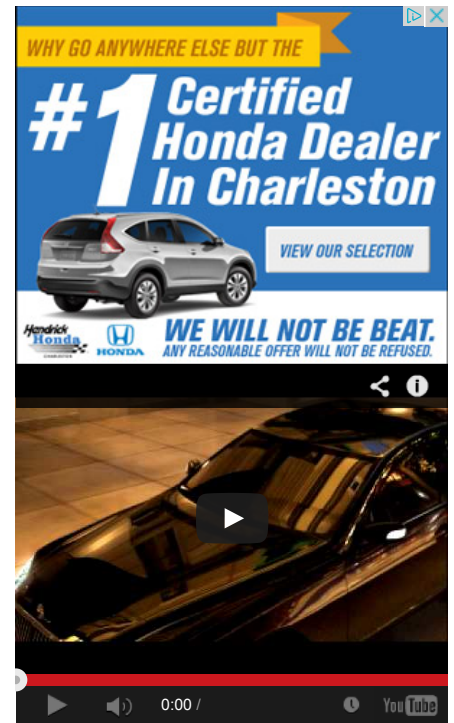 WHY GO ANYWHERE ELSE BUT THE
#1 Certified
Honda Dealer
In Charleston
VIEW OUR SELECTION
Hendrick
Honda
CHARLESTON
HONDA
WE WILL NOT BE BEAT.
ANY REASONABLE OFFER WILL NOT BE REFUSED.
0:00 /
YouTube